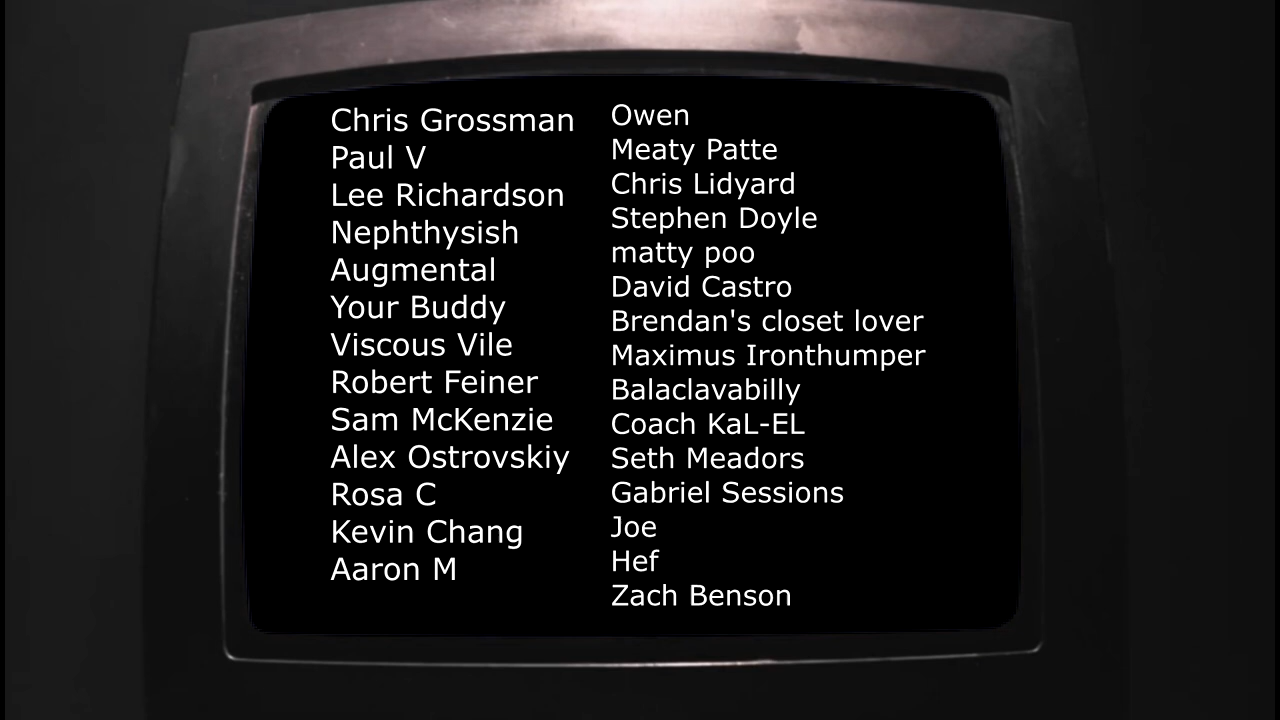 Chris Grossman
Paul V
Lee Richardson
Nephthysish
Augmental
Your Buddy
Viscous Vile
Robert Feiner
Sam McKenzie
Alex Ostrovskiy
Rosa C
Kevin Chang
Aaron M
Owen
Meaty Patte
Chris Lidyard
Stephen Doyle
matty poo
David Castro
Brendan's closet lover
Maximus Ironthumper
Balaclavabilly
Coach KaL-EL
Seth Meadors
Gabriel Sessions
Joe
Hef
Zach Benson